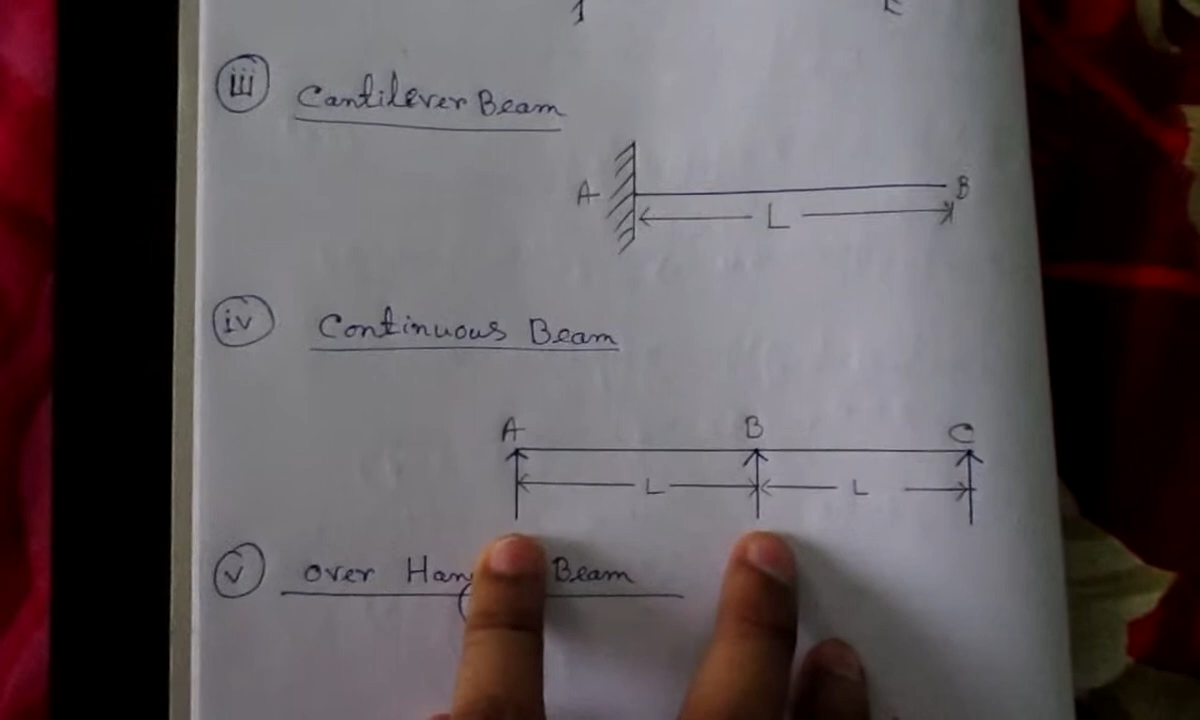 iii Cantilever Beam
A B
L
iv Continuous Beam
A B C
L L
v over Beam